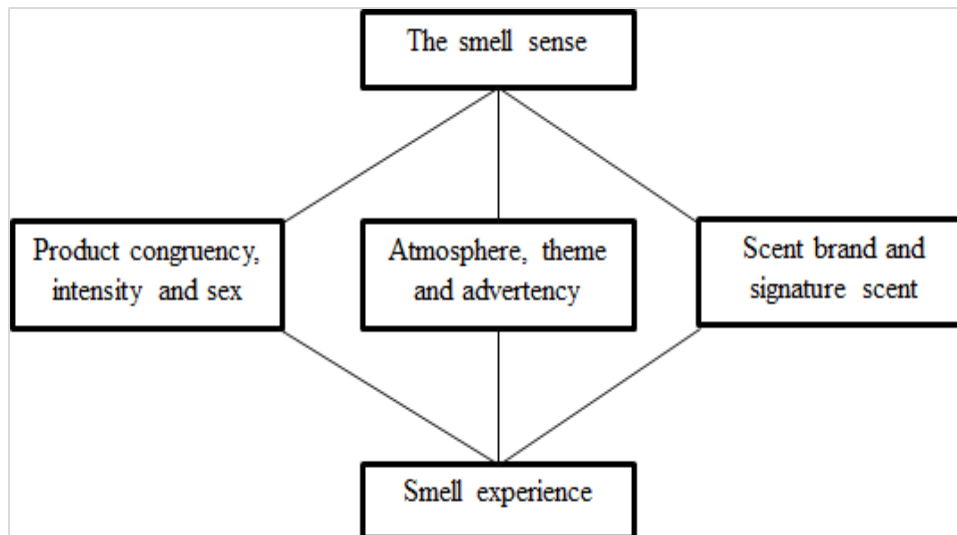 The smell sense
Product congruency,
intensity and sex
Atmosphere, theme
and advertency
Scent brand and
signature scent
Smell experience